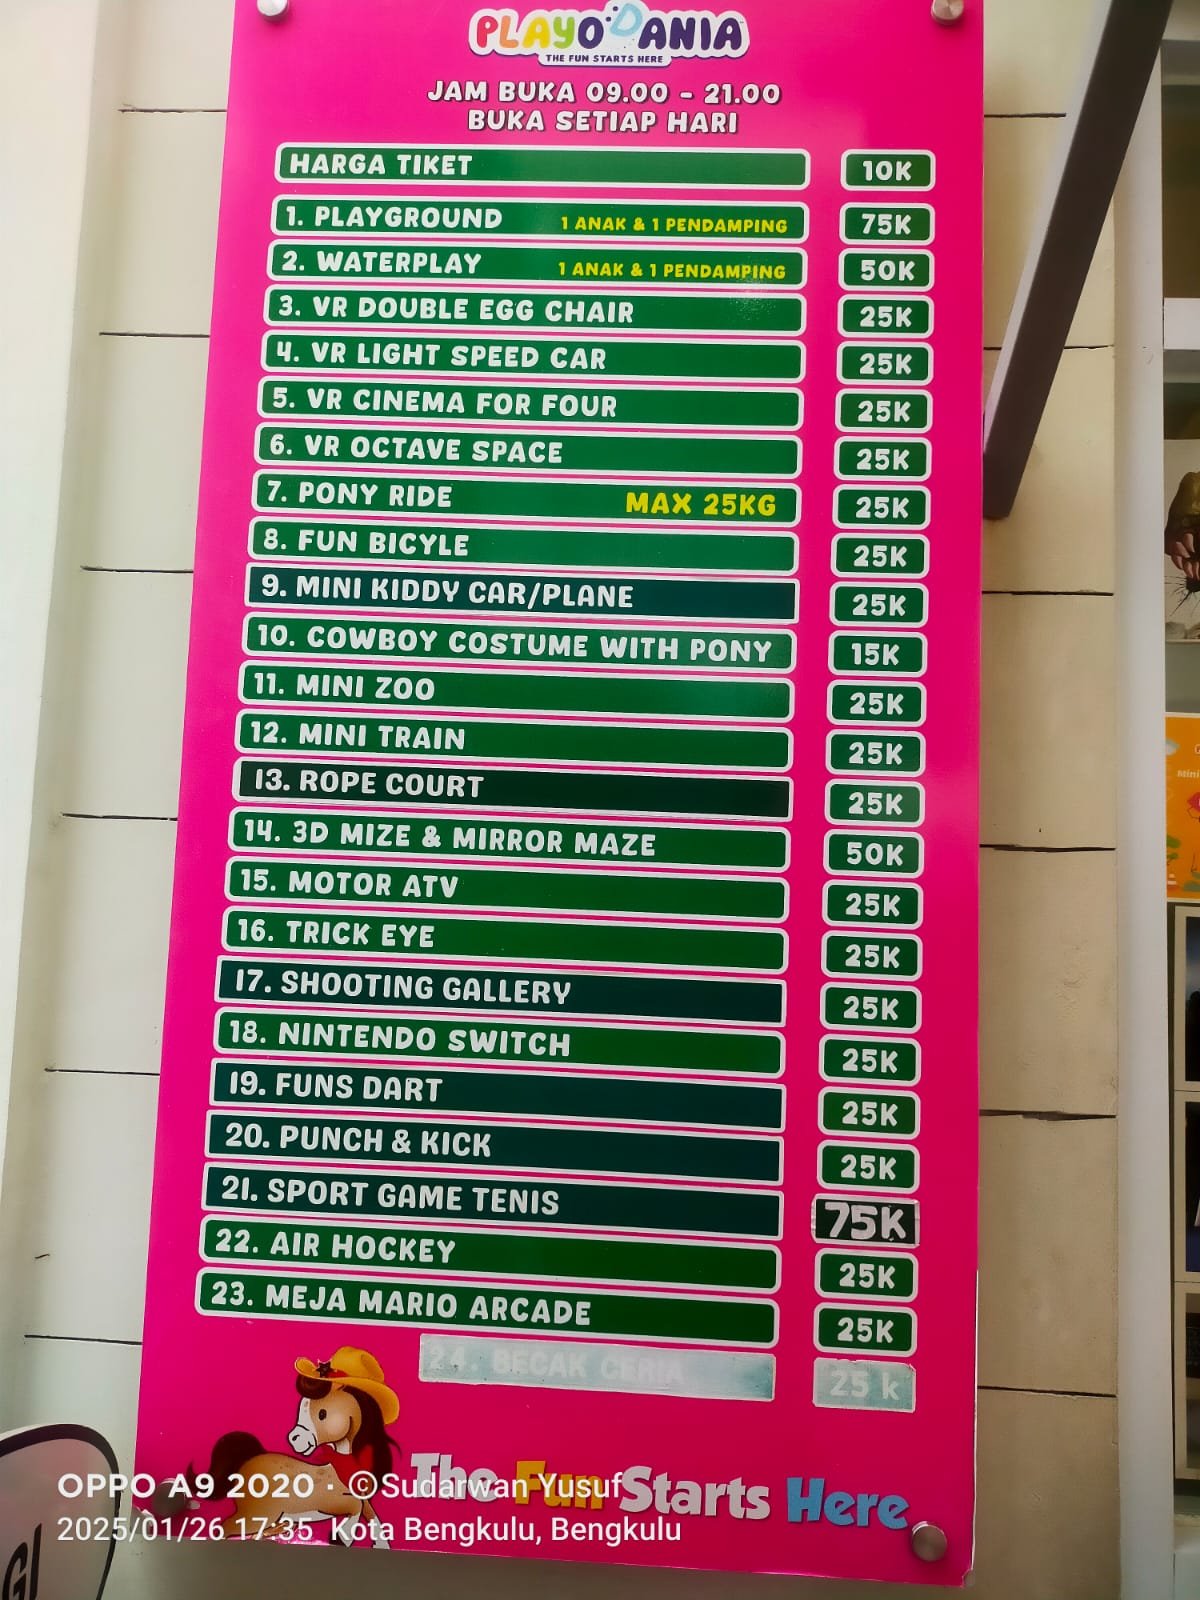 PLAYODANIA
THE FUN STARTS HERE
JAM BUKA 09.00 - 21.00
BUKA SETIAP HARI
HARGA TIKET 10K
1. PLAYGROUND 1 ANAK & 1 PENDAMPING 75K
2. WATERPLAY 1 ANAK & 1 PENDAMPING 50K
3. VR DOUBLE EGG CHAIR 25K
4. VR LIGHT SPEED CAR 25K
5. VR CINEMA FOR FOUR 25K
6. VR OCTAVE SPACE 25K
7. PONY RIDE MAX 25KG 25K
8. FUN BICYLE 25K
9. MINI KIDDY CAR/PLANE 25K
10. COWBOY COSTUME WITH PONY 15K
11. MINI ZOO 25K
12. MINI TRAIN 25K
13. ROPE COURT 25K
14. 3D MIZE & MIRROR MAZE 50K
15. MOTOR ATV 25K
16. TRICK EYE 25K
17. SHOOTING GALLERY 25K
18. NINTENDO SWITCH 25K
19. FUNS DART 25K
20. PUNCH & KICK 25K
21. SPORT GAME TENIS 75K
22. AIR HOCKEY 25K
23. MEJA MARIO ARCADE 25K
24. BECAK CERIA 25 k
The Fun Starts Here
OPPO A9 2020 · ©Sudarwan Yusuf
2025/01/26 17:35 Kota Bengkulu, Bengkulu
Mini
GI